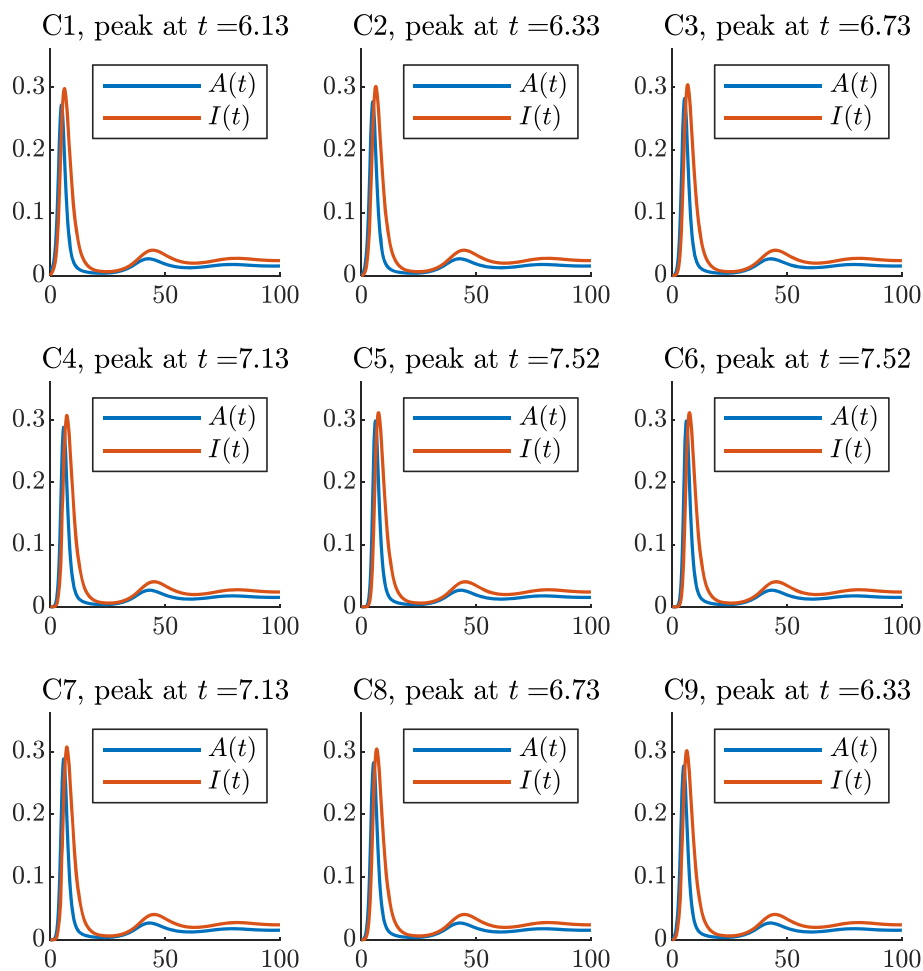 C1, peak at t =6.13
C2, peak at t =6.33
C3, peak at t =6.73
0.3
0.2
0.1
0
A(t)
I(t)
0
50
100
0.3
0.2
0.1
0
A(t)
I(t)
0
50
100
0.3
0.2
0.1
0
A(t)
I(t)
0
50
100
C4, peak at t =7.13
C5, peak at t =7.52
C6, peak at t =7.52
0.3
0.2
0.1
0
A(t)
I(t)
0
50
100
0.3
0.2
0.1
0
A(t)
I(t)
0
50
100
0.3
0.2
0.1
0
A(t)
I(t)
0
50
100
C7, peak at t =7.13
C8, peak at t =6.73
C9, peak at t =6.33
0.3
0.2
0.1
0
A(t)
I(t)
0
50
100
0.3
0.2
0.1
0
A(t)
I(t)
0
50
100
0.3
0.2
0.1
0
A(t)
I(t)
0
50
100